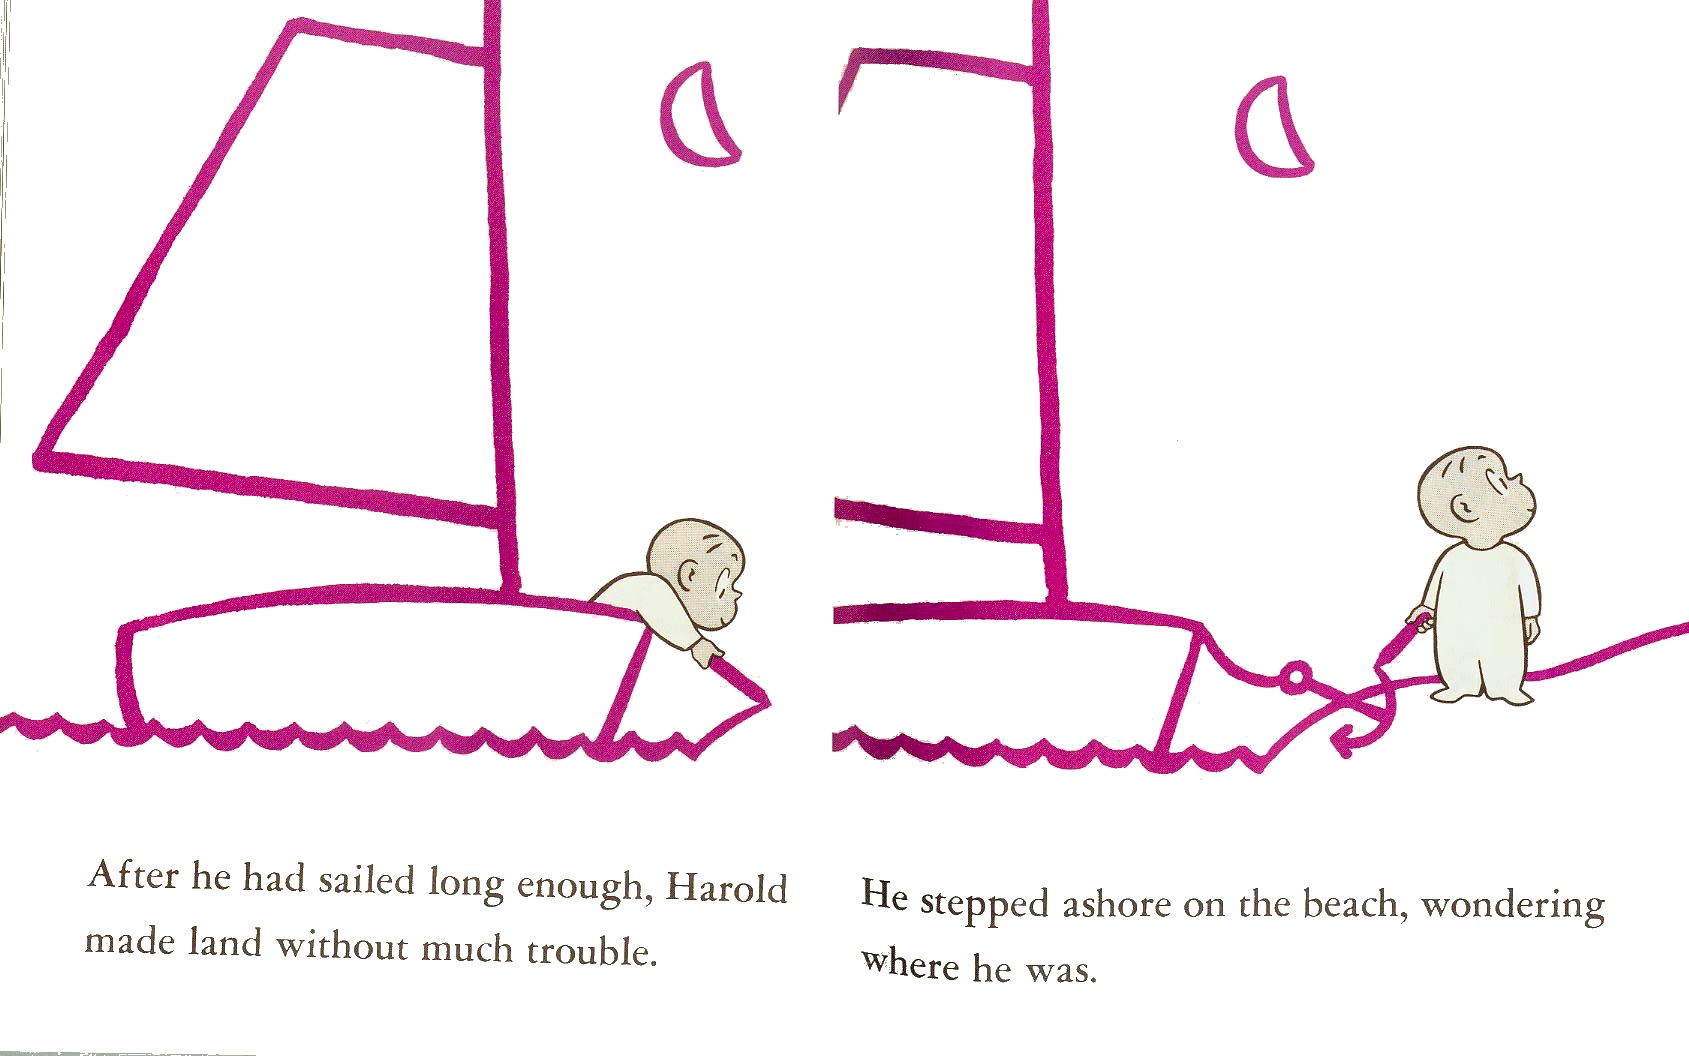 After he had sailed long enough, Harold
made land without much trouble.
He stepped ashore on the beach, wondering
where he was.